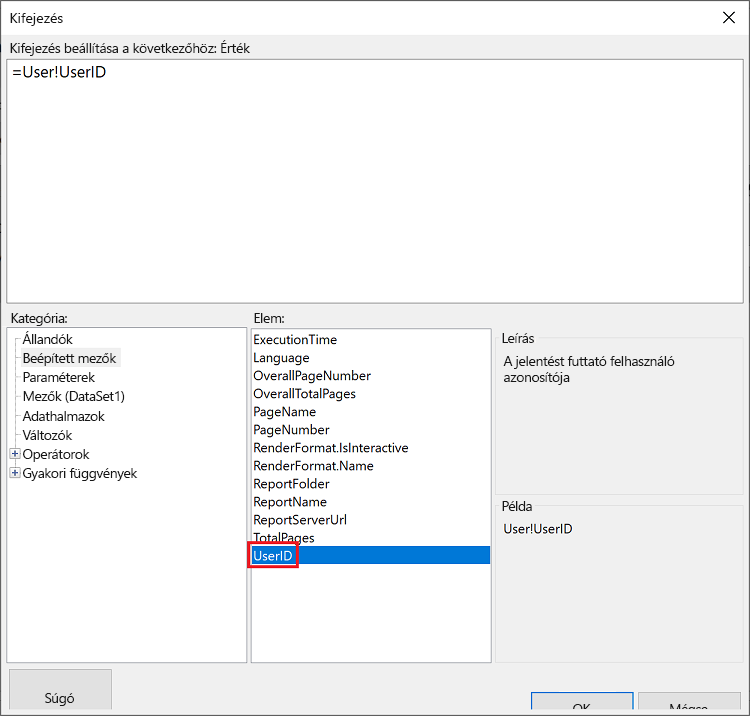 Kifejezés
Kifejezés beállítása a következőhöz: Érték
=User!UserID
Kategória:
Állandók
Beépített mezők
Paraméterek
Mezők (DataSet1)
Adathalmazok
Változók
Operátorok
Gyakori függvények
Elem:
ExecutionTime
Language
OverallPageNumber
OverallTotalPages
PageName
PageNumber
RenderFormat.IsInteractive
RenderFormat.Name
ReportFolder
ReportName
ReportServerUrl
TotalPages
UserID
Leírás
A jelentést futtató felhasználó
azonosítója
Példa
User!UserID
Súgó
OK
Mégse